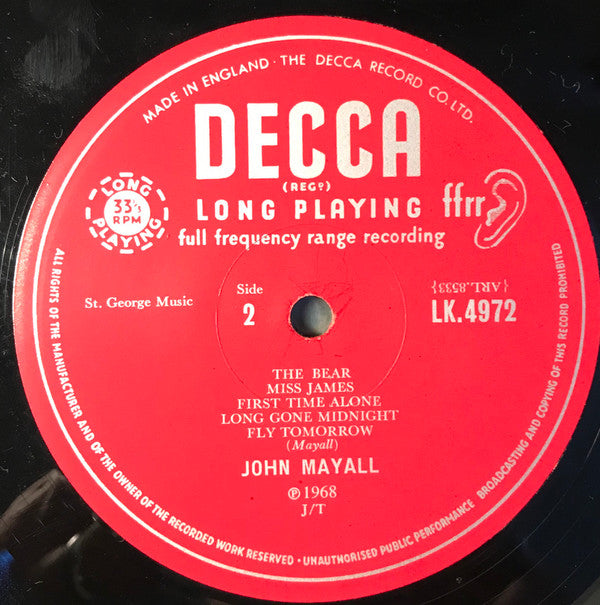 MADE IN ENGLAND · THE DECCA RECORD CO. LTD.
DECCA
(REGD)
LONG PLAYING
ffrr
full frequency range recording
LONG
33⅓
RPM
PLAYING
St. George Music
Side
2
{ARL.8533}
LK.4972
THE BEAR
MISS JAMES
FIRST TIME ALONE
LONG GONE MIDNIGHT
FLY TOMORROW
(Mayall)
JOHN MAYALL
℗ 1968
J/T
ALL RIGHTS OF THE MANUFACTURER AND OF THE OWNER OF THE RECORDED WORK RESERVED · UNAUTHORISED PUBLIC PERFORMANCE BROADCASTING AND COPYING OF THIS RECORD PROHIBITED